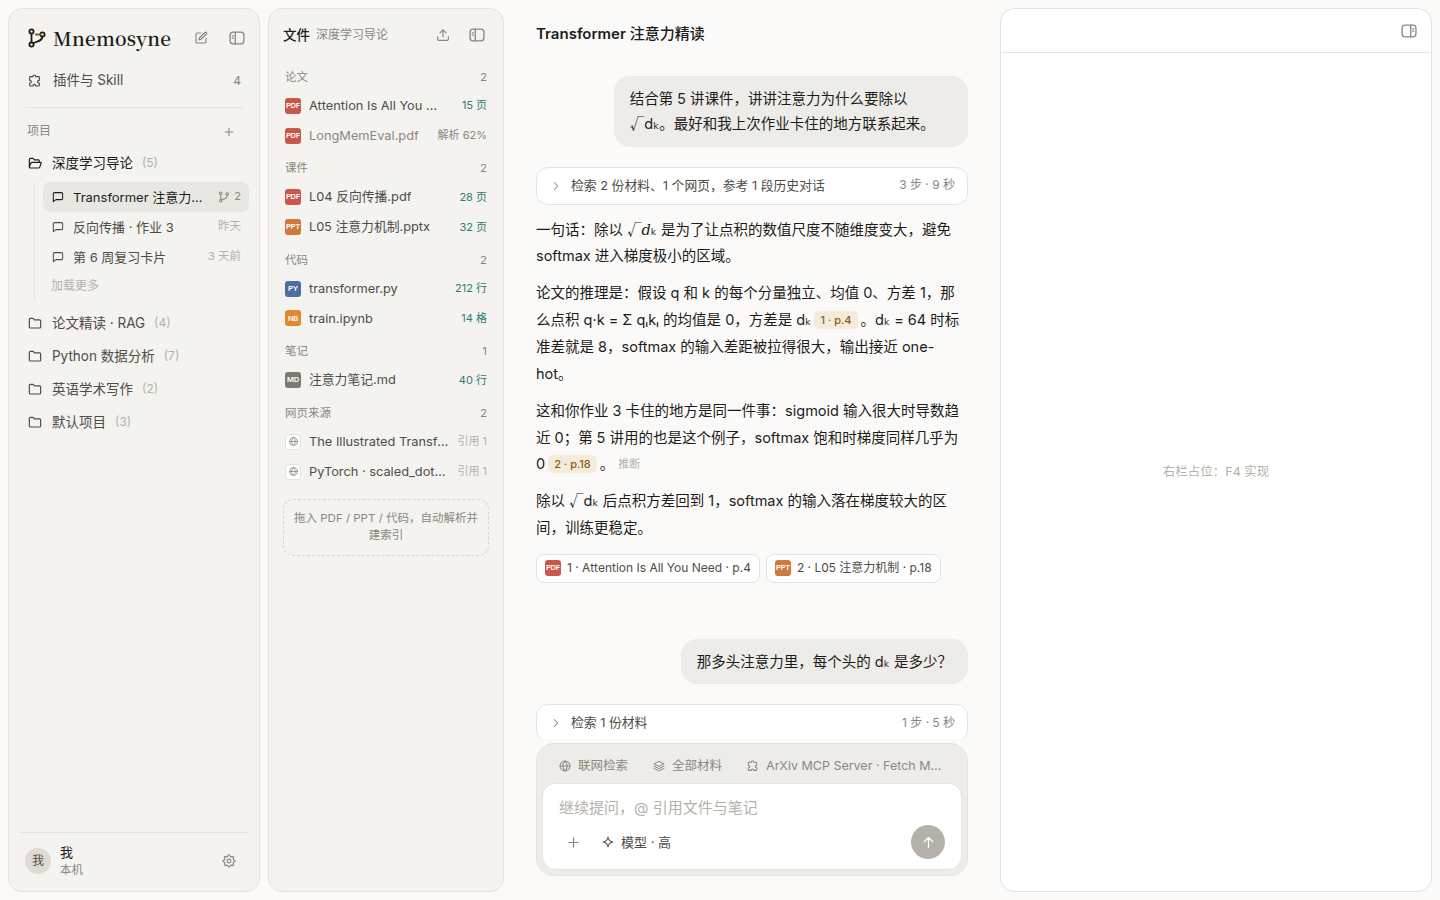 Mnemosyne
插件与 Skill 4
项目
深度学习导论 (5)
Transformer 注意力... 2
反向传播 · 作业 3 昨天
第 6 周复习卡片 3 天前
加载更多
论文精读 · RAG (4)
Python 数据分析 (7)
英语学术写作 (2)
默认项目 (3)
我 我
本机
文件 深度学习导论
论文 2
PDF Attention Is All You ... 15 页
PDF LongMemEval.pdf 解析 62%
课件 2
PDF L04 反向传播.pdf 28 页
PPT L05 注意力机制.pptx 32 页
代码 2
PY transformer.py 212 行
NB train.ipynb 14 格
笔记 1
MD 注意力笔记.md 40 行
网页来源 2
The Illustrated Transf... 引用 1
PyTorch · scaled_dot... 引用 1
拖入 PDF / PPT / 代码，自动解析并
建索引
Transformer 注意力精读
结合第 5 讲课件，讲讲注意力为什么要除以
√dₖ。最好和我上次作业卡住的地方联系起来。
检索 2 份材料、1 个网页，参考 1 段历史对话 3 步 · 9 秒
一句话：除以 √dₖ 是为了让点积的数值尺度不随维度变大，避免
softmax 进入梯度极小的区域。
论文的推理是：假设 q 和 k 的每个分量独立、均值 0、方差 1，那
么点积 q·k = Σ qᵢkᵢ 的均值是 0，方差是 dₖ 1 · p.4 。dₖ = 64 时标
准差就是 8，softmax 的输入差距被拉得很大，输出接近 one-
hot。
这和你作业 3 卡住的地方是同一件事：sigmoid 输入很大时导数趋
近 0；第 5 讲用的也是这个例子，softmax 饱和时梯度同样几乎为
0 2 · p.18 。 推断
除以 √dₖ 后点积方差回到 1，softmax 的输入落在梯度较大的区
间，训练更稳定。
PDF 1 · Attention Is All You Need · p.4 PPT 2 · L05 注意力机制 · p.18
那多头注意力里，每个头的 dₖ 是多少？
检索 1 份材料 1 步 · 5 秒
联网检索 全部材料 ArXiv MCP Server · Fetch M...
继续提问，@ 引用文件与笔记
模型 · 高
右栏占位：F4 实现